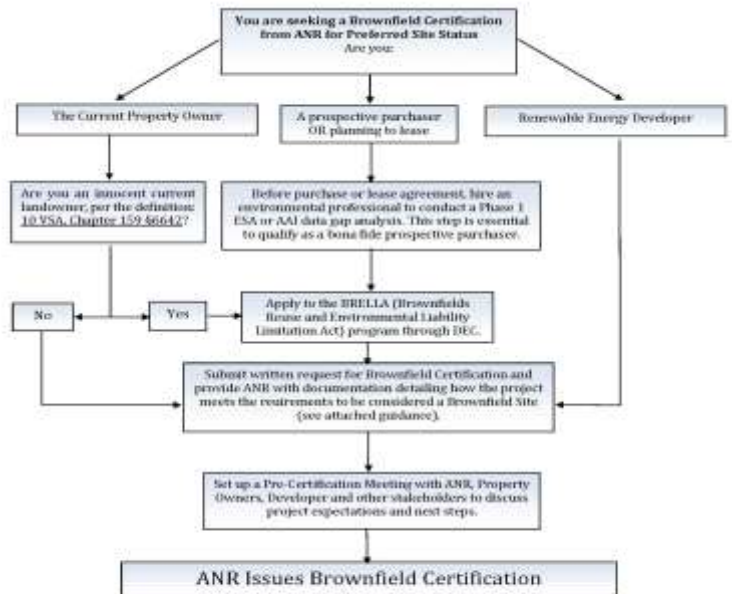 You are seeking a Brownfield Certification
from ANR for Preferred Site Status
Are you:
The Current Property Owner
A prospective purchaser
OR planning to lease
Renewable Energy Developer
Are you an innocent current
landowner, per the definition:
10 VSA, Chapter 159 §6642?
Before purchase or lease agreement, hire an
environmental professional to conduct a Phase 1
ESA or AAI data gap analysis. This step is essential
to qualify as a bona fide prospective purchaser.
No
Yes
Apply to the BRELLA (Brownfields
Reuse and Environmental Liability
Limitation Act) program through DEC.
Submit written request for Brownfield Certification and
provide ANR with documentation detailing how the project
meets the reuirements to be considered a Brownfield Site
(see attached guidance).
Set up a Pre-Certification Meeting with ANR, Property
Owners, Developer and other stakeholders to discuss
project expectations and next steps.
ANR Issues Brownfield Certification